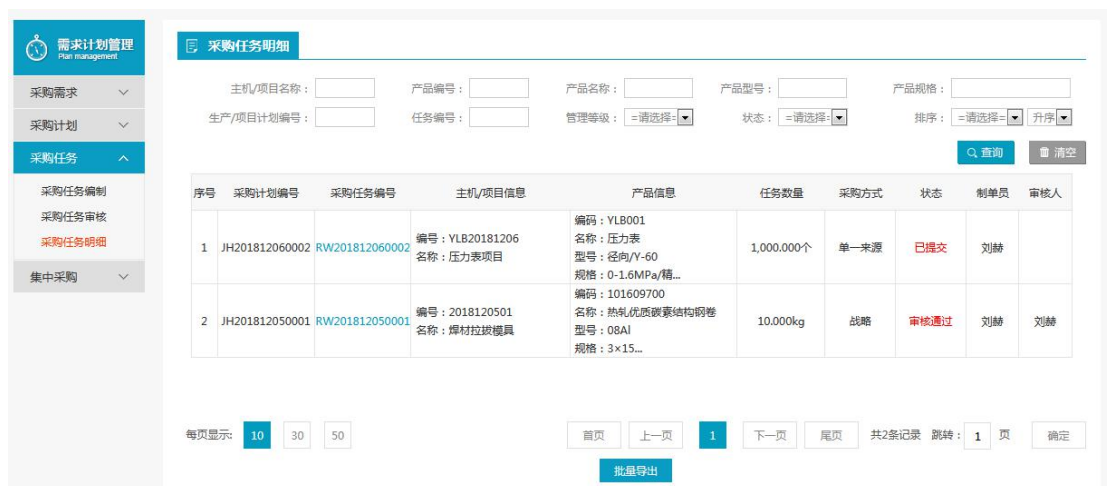 需求计划管理
Plan management
采购需求
采购计划
采购任务
采购任务编制
采购任务审核
采购任务明细
集中采购
采购任务明细
主机/项目名称： 产品编号： 产品名称： 产品型号： 产品规格：
生产/项目计划编号： 任务编号： 管理等级： =请选择= 状态： =请选择= 排序： =请选择= 升序
查询 清空
序号 采购计划编号 采购任务编号 主机/项目信息 产品信息 任务数量 采购方式 状态 制单员 审核人
1 JH201812060002 RW201812060002 编号：YLB20181206
名称：压力表项目 编码：YLB001
名称：压力表
型号：径向/Y-60
规格：0-1.6MPa/精... 1,000.000个 单一来源 已提交 刘赫
2 JH201812050001 RW201812050001 编号：2018120501
名称：焊材拉拔模具 编码：101609700
名称：热轧优质碳素结构钢卷
型号：08Al
规格：3×15... 10.000kg 战略 审核通过 刘赫 刘赫
每页显示: 10 30 50 首页 上一页 1 下一页 尾页 共2条记录 跳转： 1 页 确定
批量导出